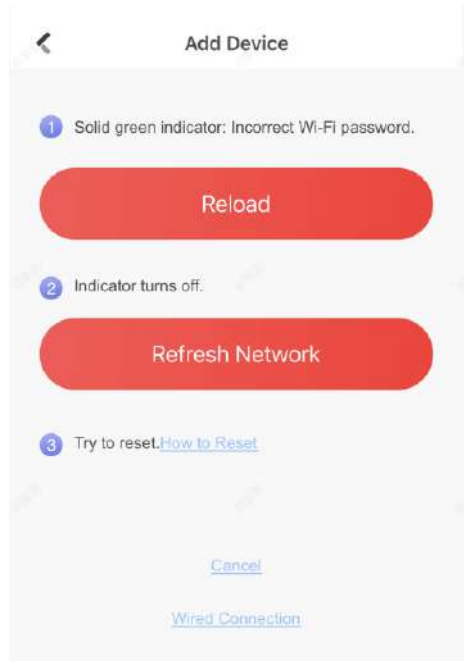 Add Device
1 Solid green indicator: Incorrect Wi-Fi password.
Reload
2 Indicator turns off.
Refresh Network
3 Try to reset.How to Reset
Cancel
Wired Connection